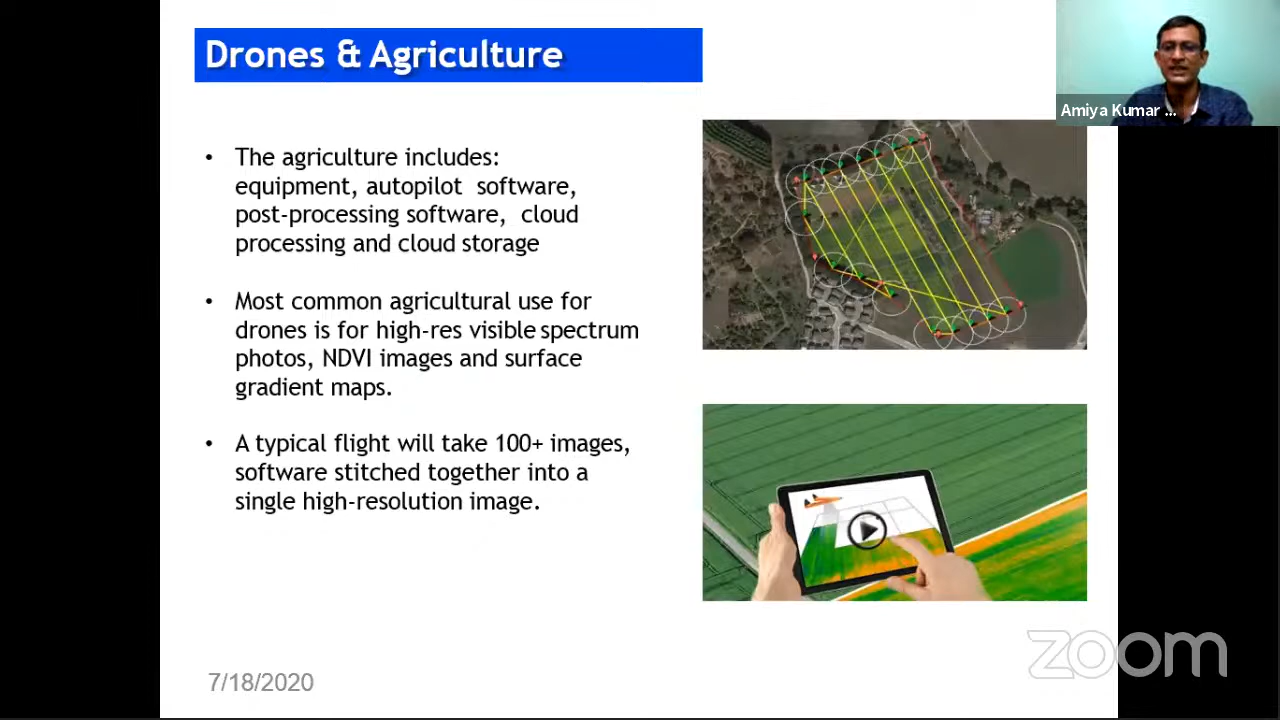 Drones & Agriculture
Amiya Kumar ...
• The agriculture includes:
equipment, autopilot software,
post-processing software, cloud
processing and cloud storage
• Most common agricultural use for
drones is for high-res visible spectrum
photos, NDVI images and surface
gradient maps.
• A typical flight will take 100+ images,
software stitched together into a
single high-resolution image.
zoom
7/18/2020